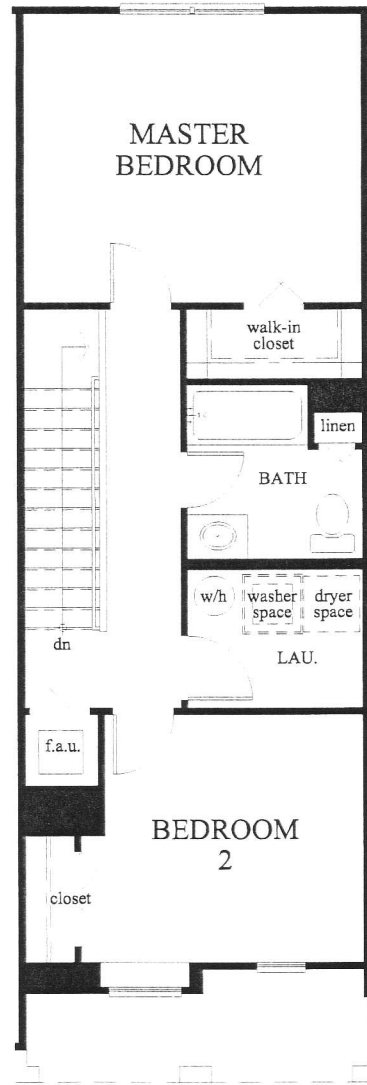 MASTER
BEDROOM
walk-in
closet
linen
BATH
w/h
washer
space
dryer
space
LAU.
dn
f.a.u.
BEDROOM
2
closet